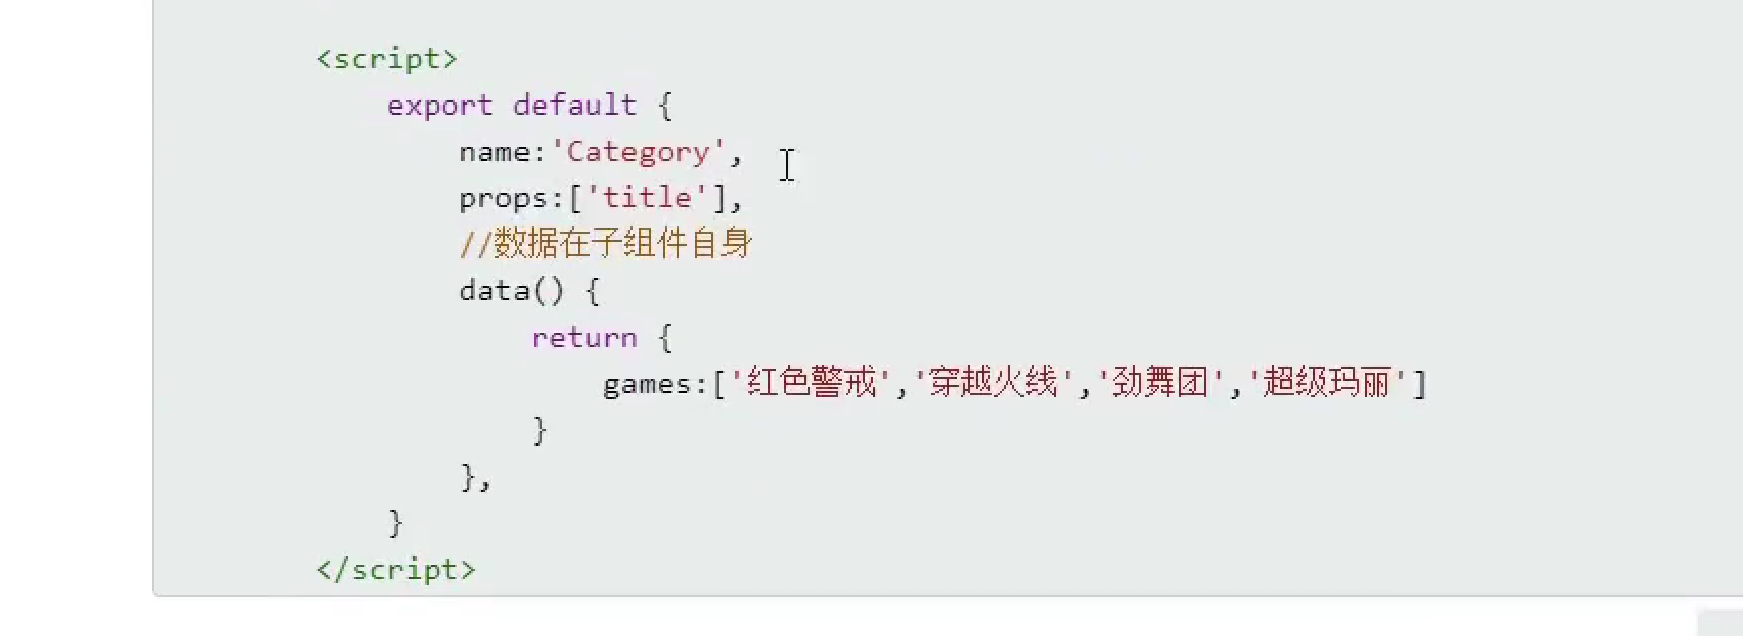 <script>
export default {
name:'Category',
props:['title'],
//数据在子组件自身
data() {
return {
games:['红色警戒','穿越火线','劲舞团','超级玛丽']
}
},
}
</script>